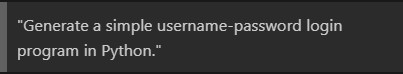 "Generate a simple username-password login
program in Python."